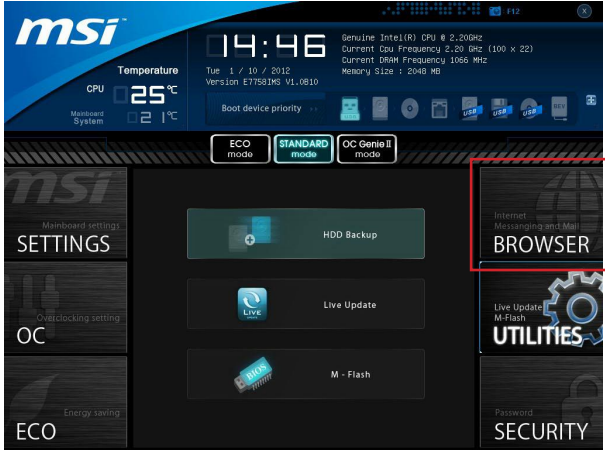 msi
F12
X
14:46
Genuine Intel(R) CPU @ 2.20GHz
Current Cpu Frequency 2.20 GHz (100 x 22)
Current DRAM Frequency 1066 MHz
Memory Size : 2048 MB
Temperature
Tue 1 / 10 / 2012
Version E7758IMS V1.0B10
CPU 25°C
Mainboard
System 21°C
Boot device priority
USB
USB
USB
USB
BEV
ECO
mode
STANDARD
mode
OC Genie II
mode
msi
Mainboard settings
SETTINGS
Overclocking setting
OC
Energy saving
ECO
HDD Backup
LIVE
UPDATE
Live Update
BIOS
M - Flash
Internet
Messanging and Mail
BROWSER
Live Update
M-Flash
UTILITIES
Password
SECURITY